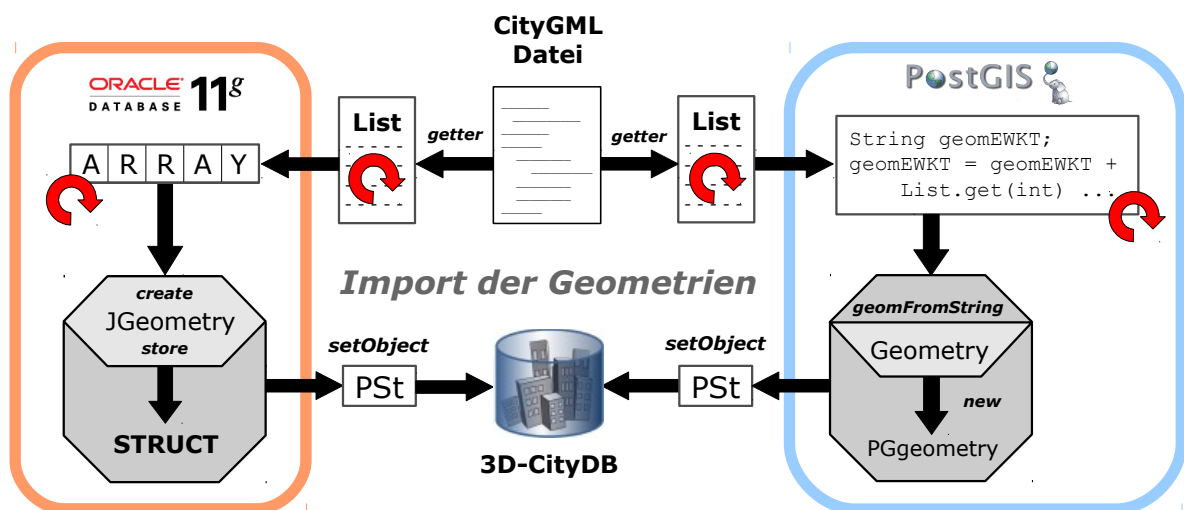 CityGML
Datei
ORACLE
DATABASE 11g
PostGIS
List
getter
getter
List
A R R A Y
String geomEWKT;
geomEWKT = geomEWKT +
List.get(int) ...
Import der Geometrien
create
JGeometry
store
STRUCT
setObject
PSt
3D-CityDB
setObject
PSt
geomFromString
Geometry
new
PGgeometry